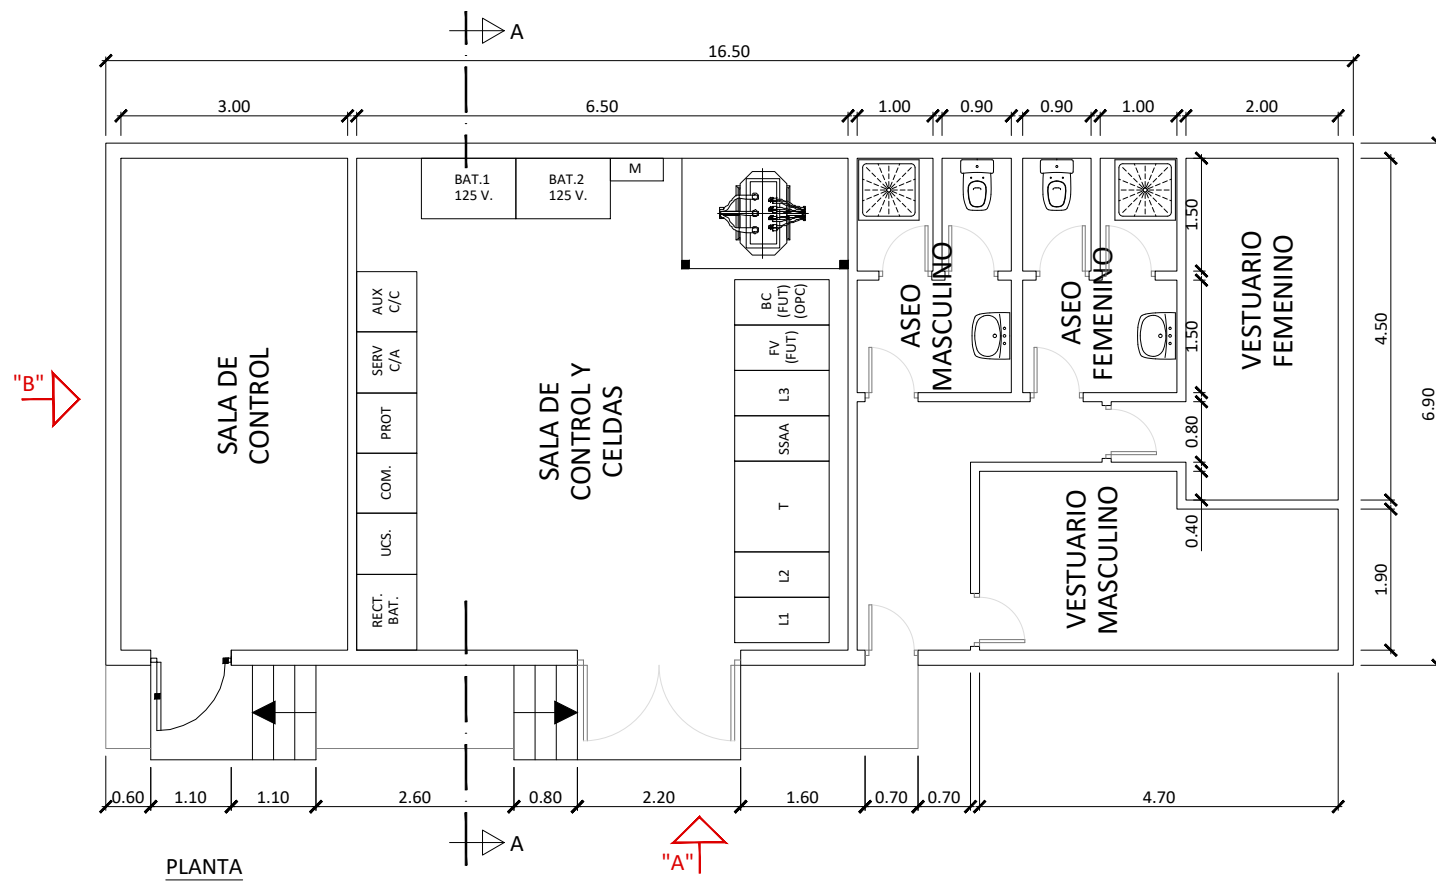 A
16.50
3.00
6.50
1.00
0.90
0.90
1.00
2.00
BAT.1
125 V.
BAT.2
125 V.
M
AUX
C/C
SERV
C/A
PROT
COM.
UCS.
RECT.
BAT.
BC
(FUT)
(OPC)
FV
(FUT)
L3
SSAA
T
L2
L1
SALA DE
CONTROL
SALA DE
CONTROL Y
CELDAS
ASEO
MASCULINO
ASEO
FEMENINO
VESTUARIO
FEMENINO
VESTUARIO
MASCULINO
1.50
1.50
0.80
0.40
4.50
1.90
6.90
"B"
0.60
1.10
1.10
2.60
0.80
2.20
1.60
0.70
0.70
4.70
A
"A"
PLANTA